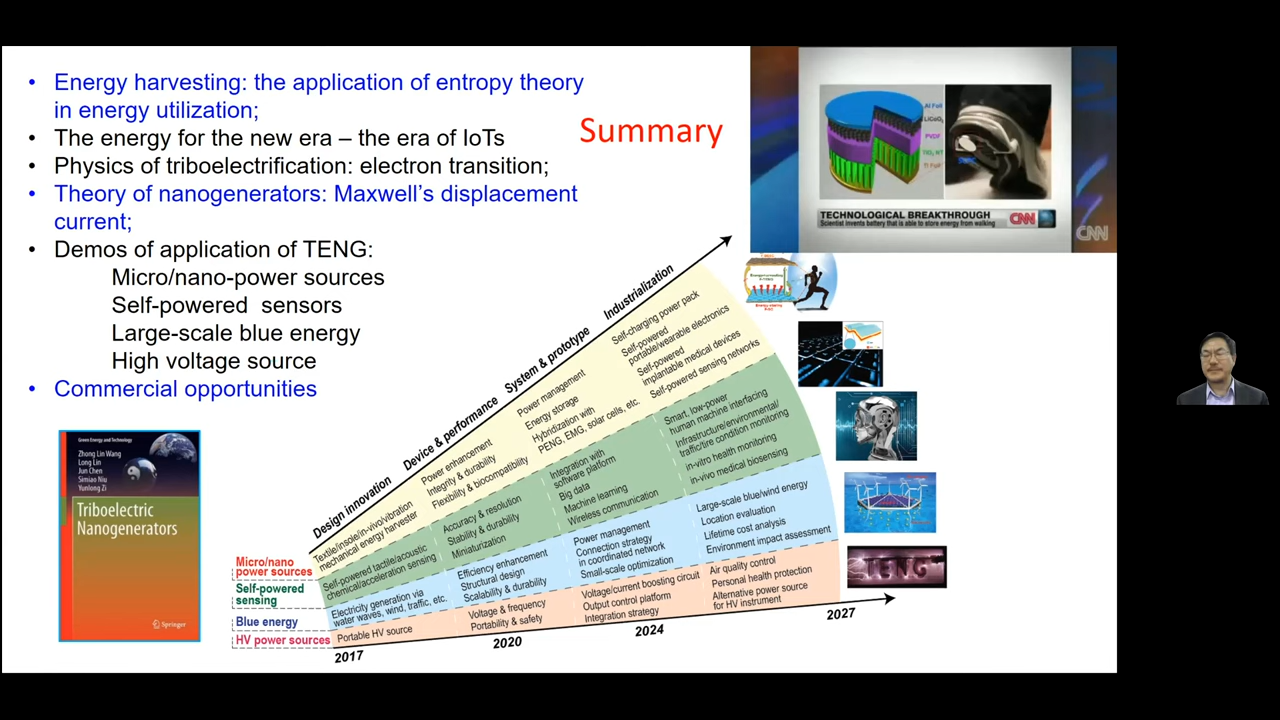 • Energy harvesting: the application of entropy theory
in energy utilization;
• The energy for the new era – the era of IoTs
• Physics of triboelectrification: electron transition;
• Theory of nanogenerators: Maxwell’s displacement
current;
• Demos of application of TENG:
Micro/nano-power sources
Self-powered sensors
Large-scale blue energy
High voltage source
• Commercial opportunities
Summary
Al Foil
LiCoO2
PVDF
TiO2 NT
Ti Foil
TECHNOLOGICAL BREAKTHROUGH
Scientist invents battery that is able to store energy from walking
CNN
CNN
Green Energy and Technology
Zhong Lin Wang
Long Lin
Jun Chen
Simiao Niu
Yunlong Zi
Triboelectric
Nanogenerators
Springer
Design innovation
Device & performance
System & prototype
Industrialization
Micro/nano
power sources
Textile/insole/in-vivo/vibration
mechanical energy harvester
Power enhancement
Integrity & durability
Flexibility & biocompatibility
Power management
Energy storage
Hybridization with
PENG, EMG, solar cells, etc.
Self-charging power pack
Self-powered
portable/wearable electronics
Self-powered
implantable medical devices
Self-powered sensing networks
Self-powered
sensing
Self-powered tactile/acoustic
chemical/acceleration sensing
Accuracy & resolution
Stability & durability
Miniaturization
Integration with
software platform
Big data
Machine learning
Wireless communication
Smart, low-power
human machine interfacing
Infrastructure/environmental/
traffic/tire condition monitoring
in-vitro health monitoring
in-vivo medical biosensing
Blue energy
Electricity generation via
water waves, wind, traffic, etc.
Efficiency enhancement
Structural design
Scalability & durability
Power management
Connection strategy
in coordinated network
Small-scale optimization
Large-scale blue/wind energy
Location evaluation
Lifetime cost analysis
Environment impact assessment
HV power sources
Portable HV source
Voltage & frequency
Portability & safety
Voltage/current boosting circuit
Output control platform
Integration strategy
Air quality control
Personal health protection
Alternative power source
for HV instrument
2017
2020
2024
2027
TENG